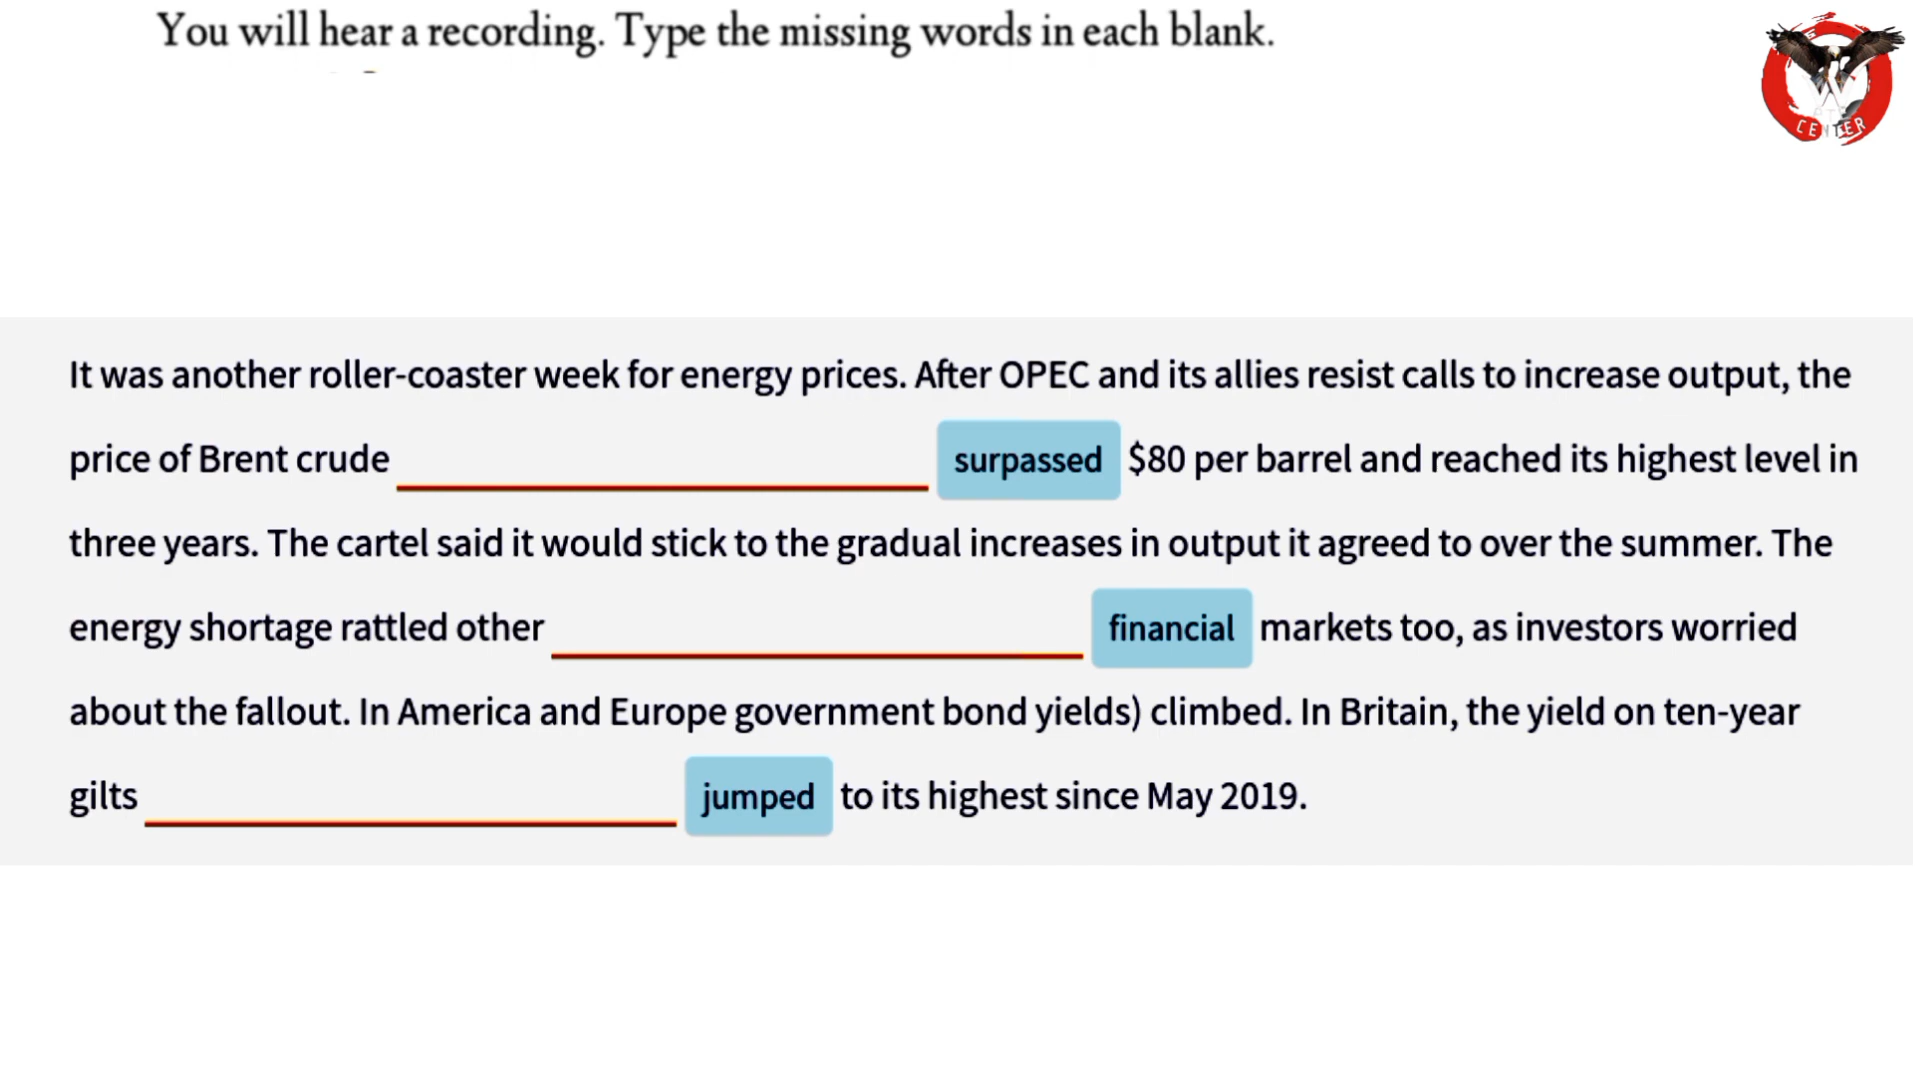 You will hear a recording. Type the missing words in each blank.
CENTER
It was another roller-coaster week for energy prices. After OPEC and its allies resist calls to increase output, the
price of Brent crude surpassed $80 per barrel and reached its highest level in
three years. The cartel said it would stick to the gradual increases in output it agreed to over the summer. The
energy shortage rattled other financial markets too, as investors worried
about the fallout. In America and Europe government bond yields) climbed. In Britain, the yield on ten-year
gilts jumped to its highest since May 2019.